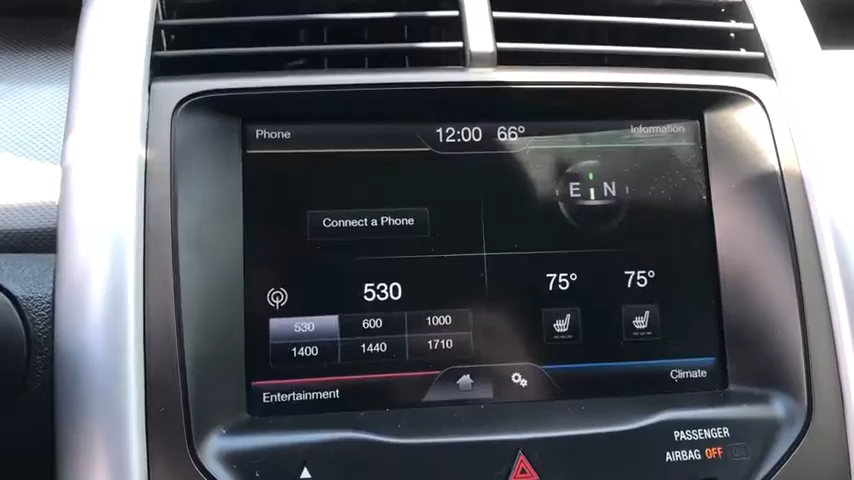 Phone 12:00 66° Information
E N
Connect a Phone
530 75° 75°
530 600 1000
1400 1440 1710
Entertainment Climate
PASSENGER
AIRBAG OFF